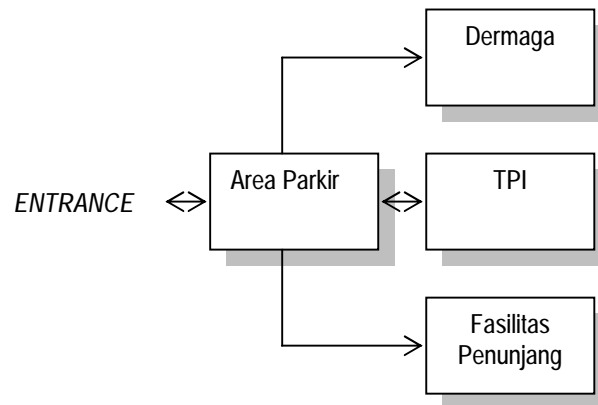 Dermaga
ENTRANCE
Area Parkir
TPI
Fasilitas
Penunjang